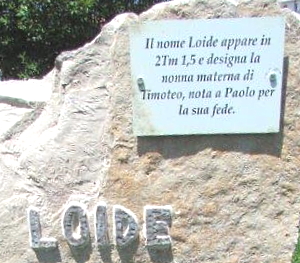 Il nome Loide appare in
2Tm 1,5 e designa la
nonna materna di
Timoteo, nota a Paolo per
la sua fede.
LOIDE